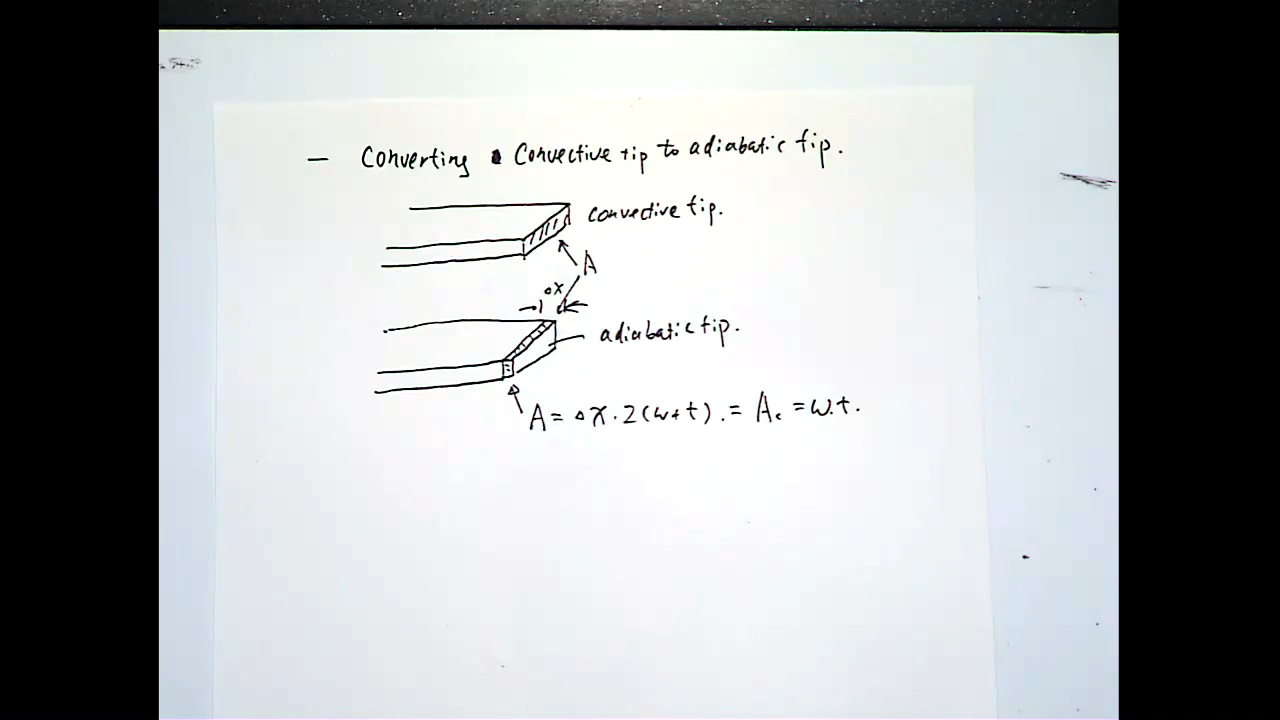 — Converting Convective tip to adiabatic tip.
convective tip.
A
ΔX
adiabatic tip.
A = ΔX · 2(w+t). = Ac = w.t.